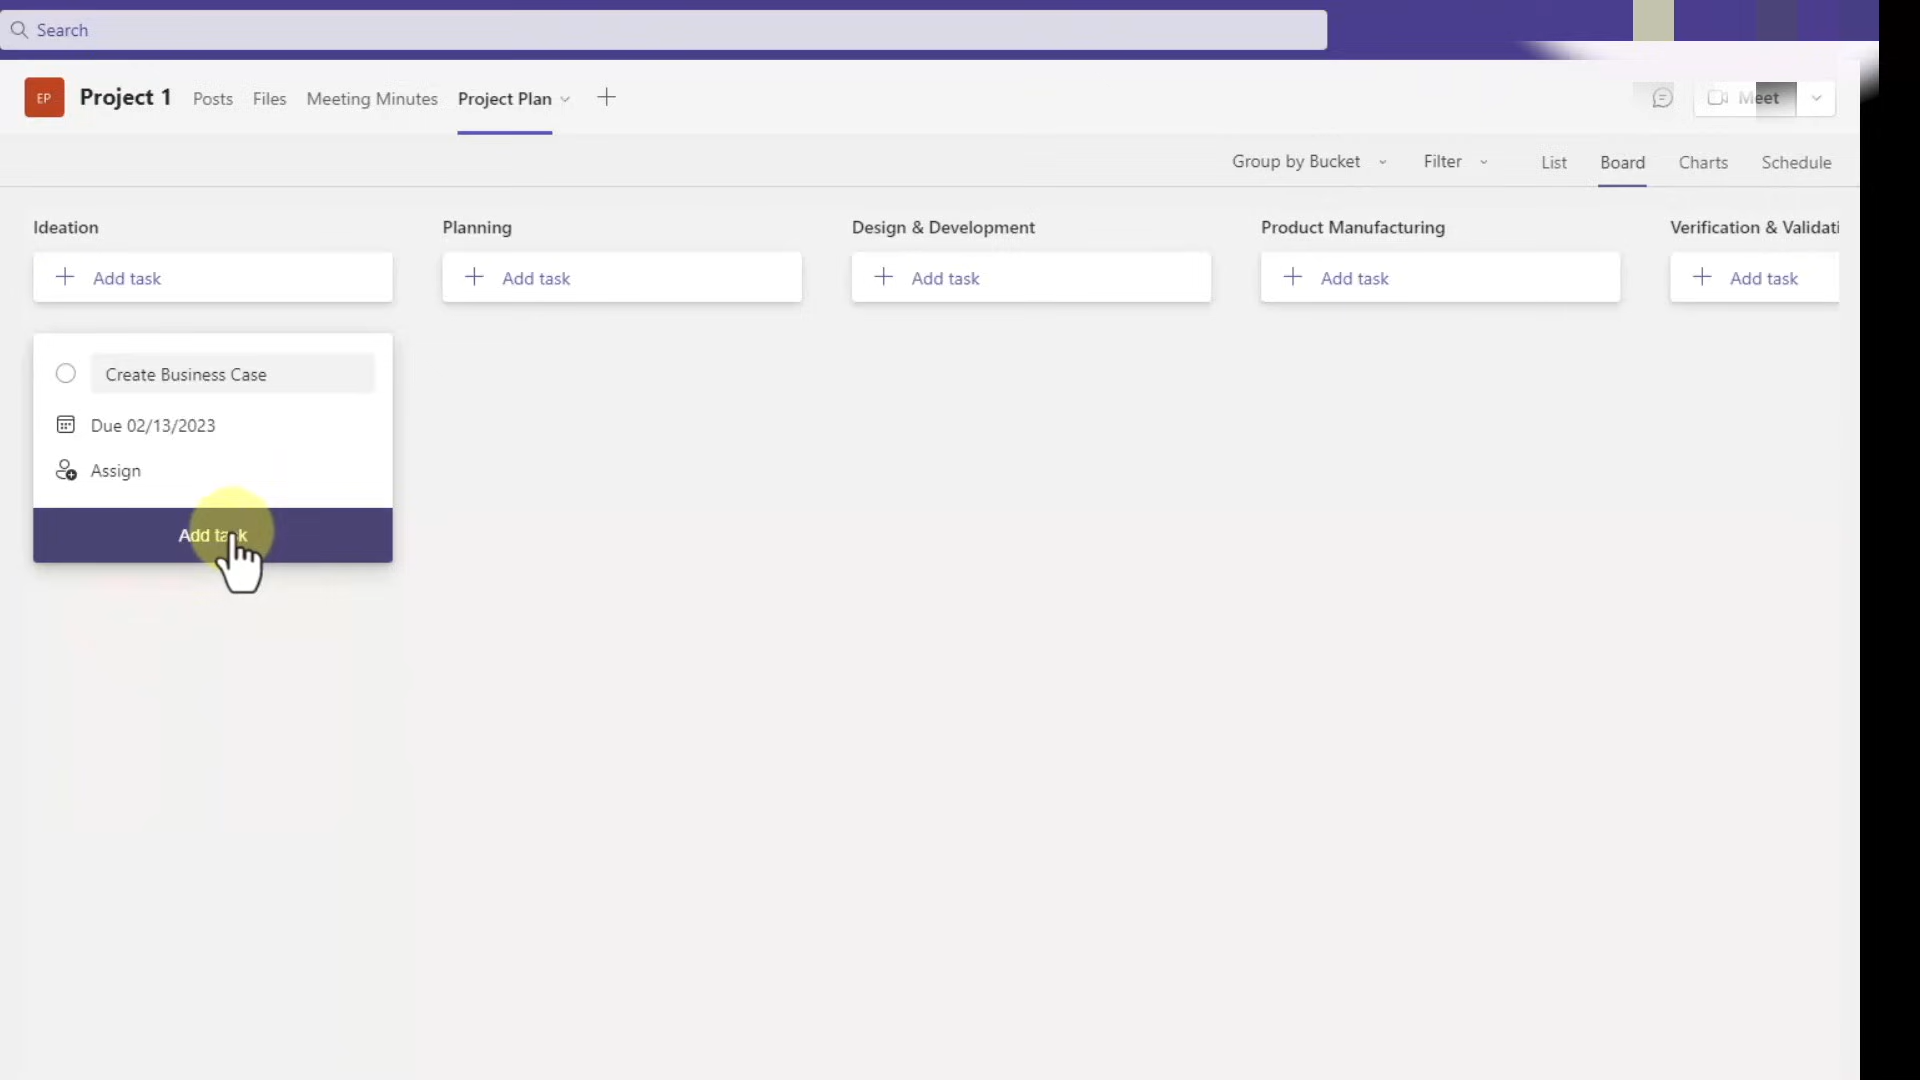 Search
EP Project 1 Posts Files Meeting Minutes Project Plan Meet
Group by Bucket Filter List Board Charts Schedule
Ideation Planning Design & Development Product Manufacturing Verification & Validati
Add task Add task Add task Add task Add task
Create Business Case
Due 02/13/2023
Assign
Add task